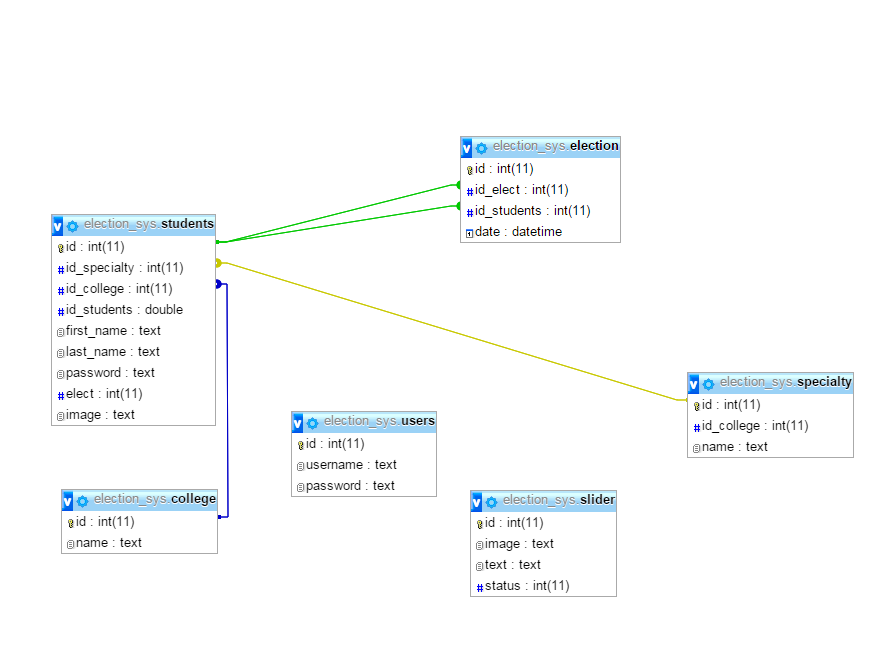 election_sys.election
id : int(11)
id_elect : int(11)
id_students : int(11)
date : datetime
election_sys.students
id : int(11)
id_specialty : int(11)
id_college : int(11)
id_students : double
first_name : text
last_name : text
password : text
elect : int(11)
image : text
election_sys.specialty
id : int(11)
id_college : int(11)
name : text
election_sys.users
id : int(11)
username : text
password : text
election_sys.college
id : int(11)
name : text
election_sys.slider
id : int(11)
image : text
text : text
status : int(11)